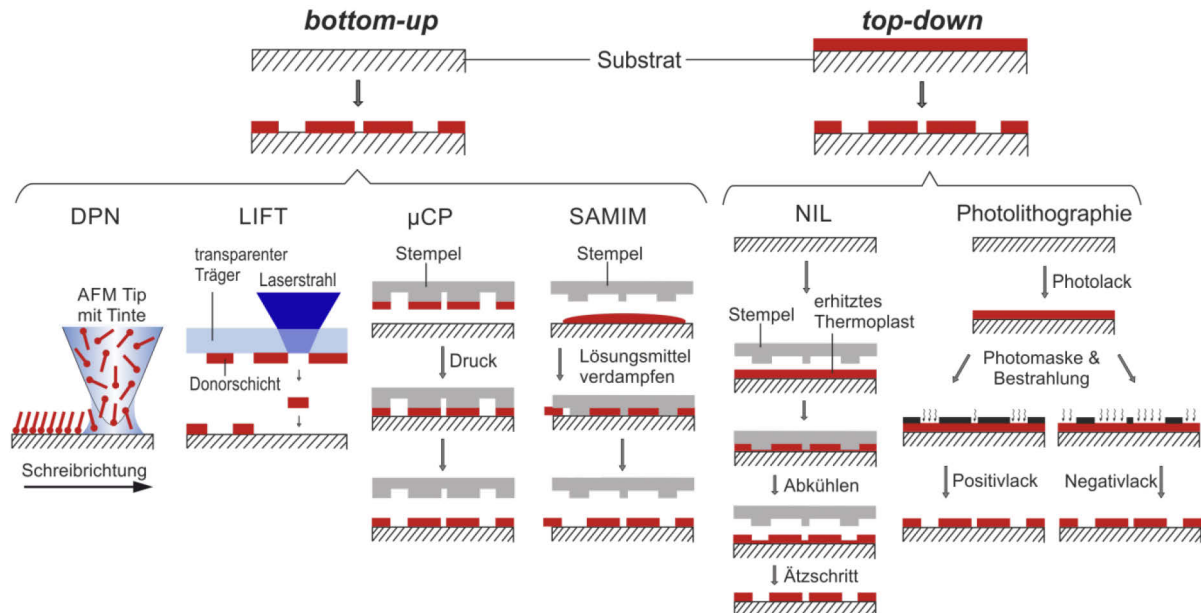 bottom-up
top-down
Substrat
DPN
LIFT
µCP
SAMIM
NIL
Photolithographie
AFM Tip
mit Tinte
Schreibrichtung
transparenter
Träger
Laserstrahl
Donorschicht
Stempel
Druck
Stempel
Lösungsmittel
verdampfen
Stempel
erhitztes
Thermoplast
Abkühlen
Ätzschritt
Photolack
Photomaske &
Bestrahlung
Positivlack
Negativlack